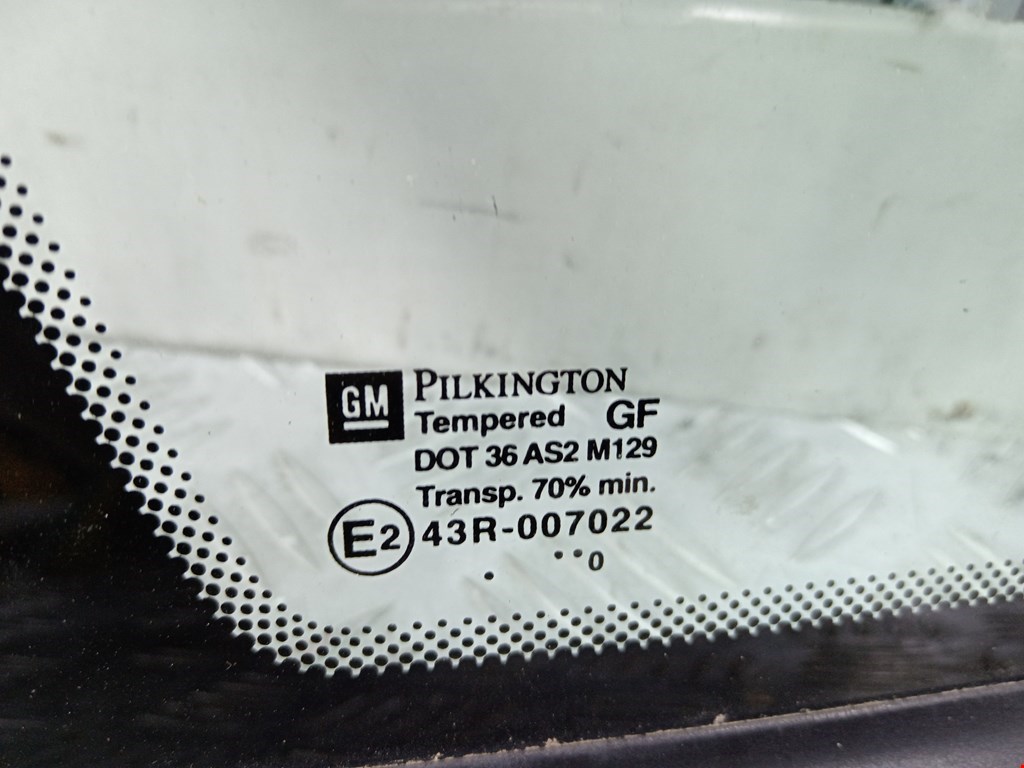 GM PILKINGTON
Tempered GF
DOT 36 AS2 M129
Transp. 70% min.
E2 43R-007022
. ..0